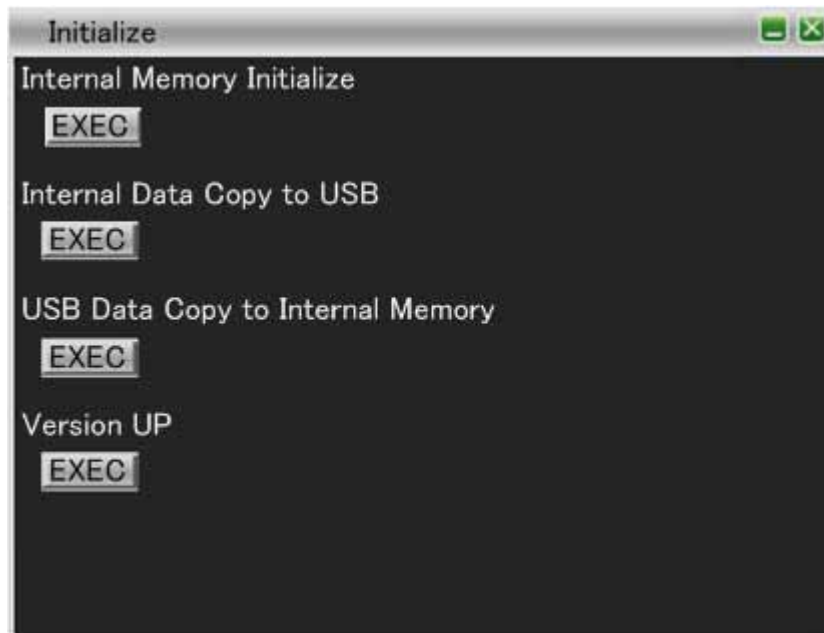 Initialize
Internal Memory Initialize
EXEC
Internal Data Copy to USB
EXEC
USB Data Copy to Internal Memory
EXEC
Version UP
EXEC